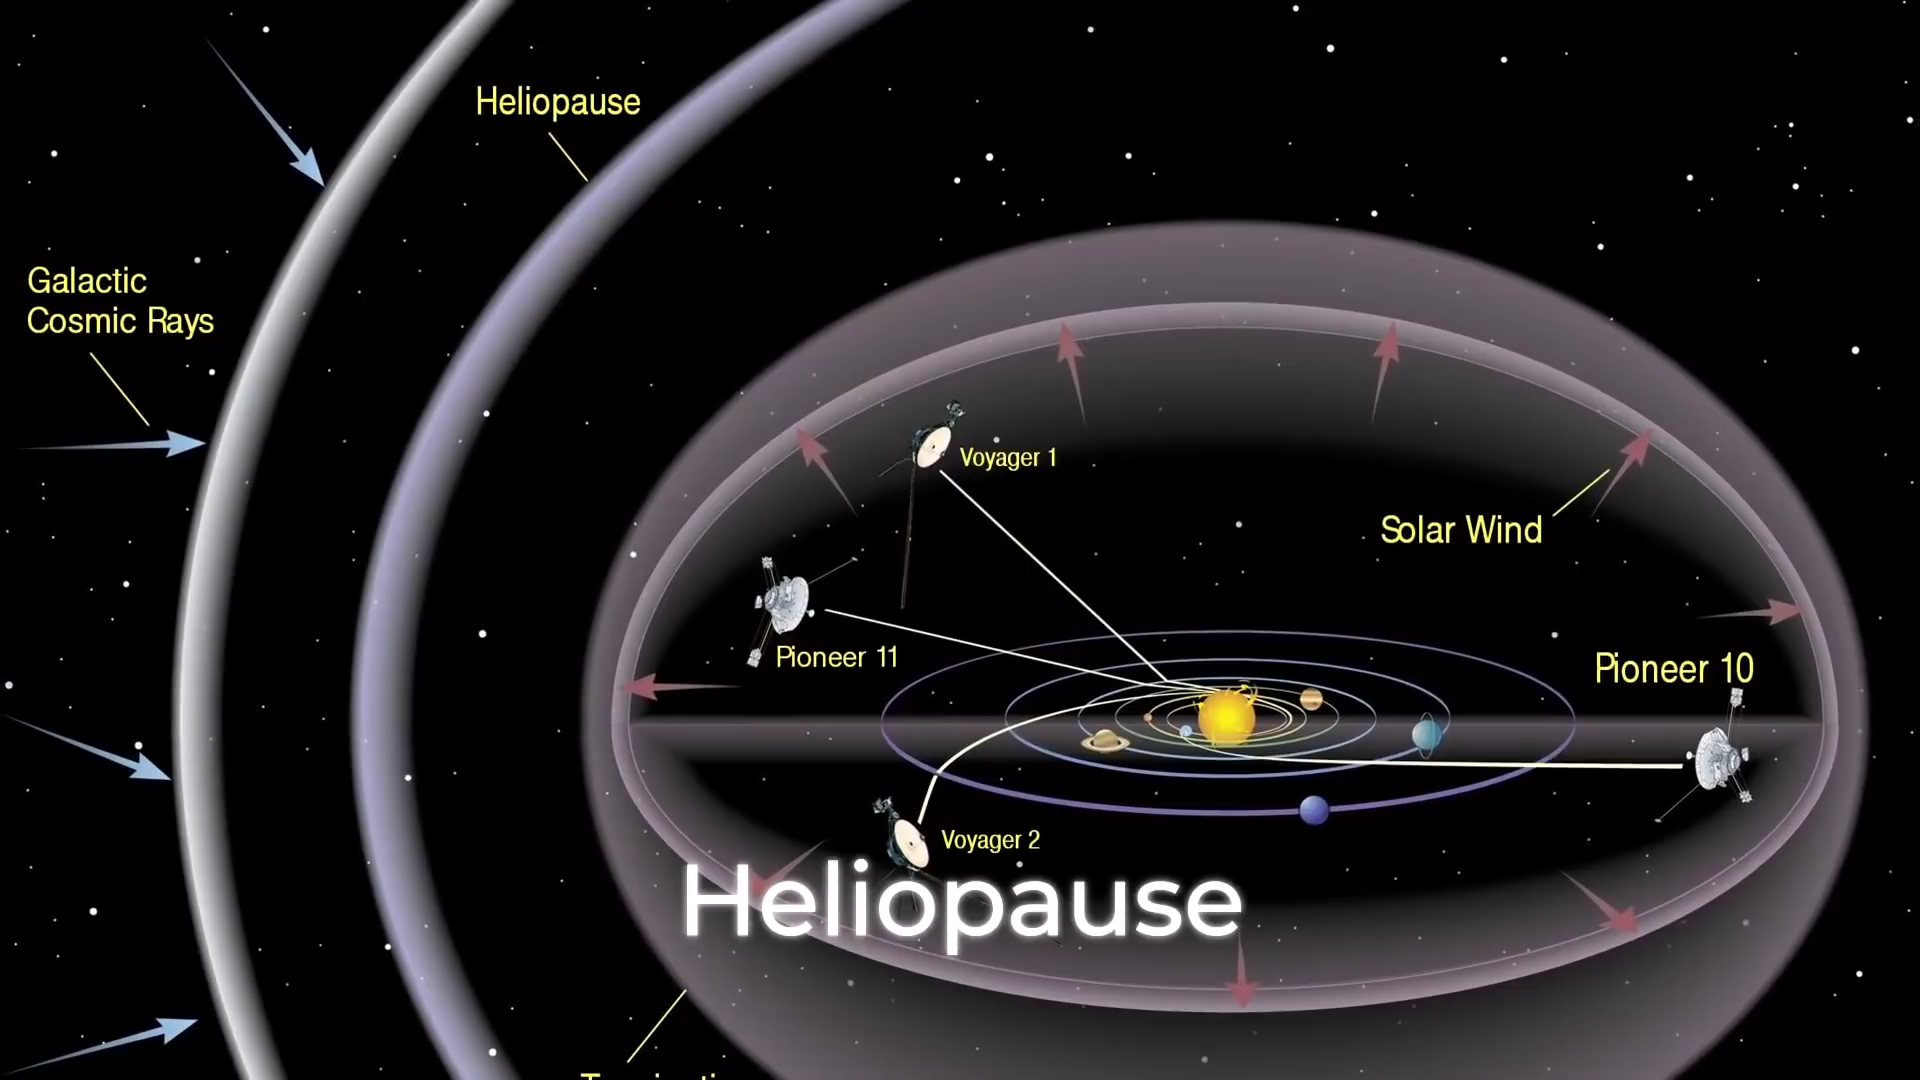 Heliopause
Galactic
Cosmic Rays
Voyager 1
Solar Wind
Pioneer 11
Pioneer 10
Voyager 2
Heliopause